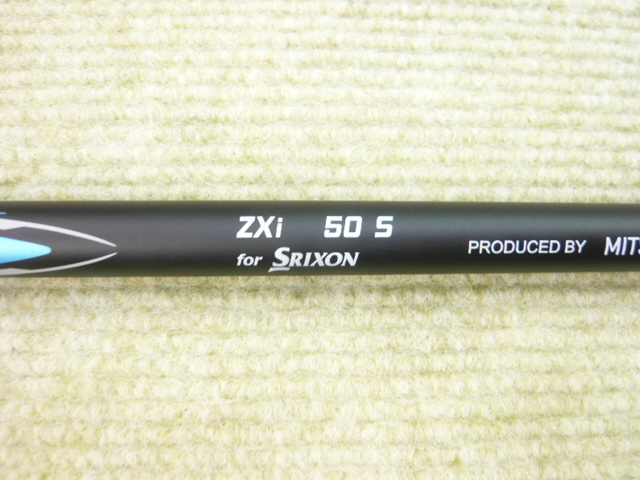 ZXi 50 S
for SRIXON
PRODUCED BY